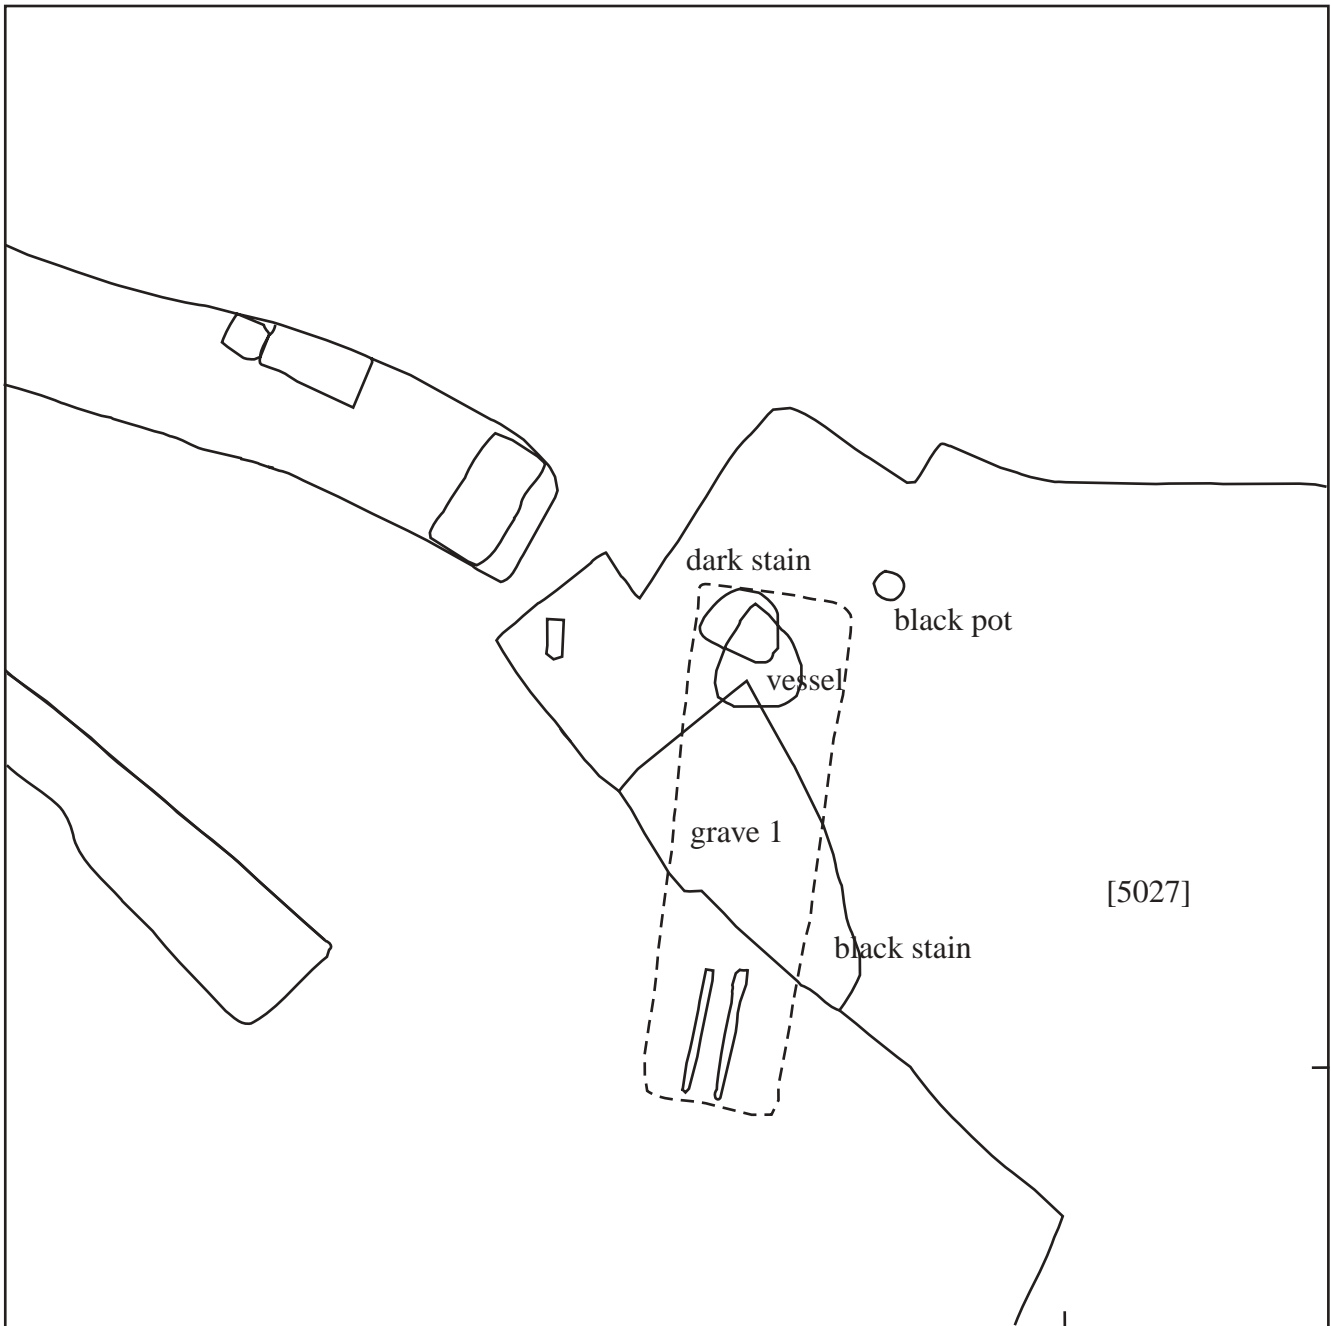 dark stain
black pot
vessel
grave 1
[5027]
black stain